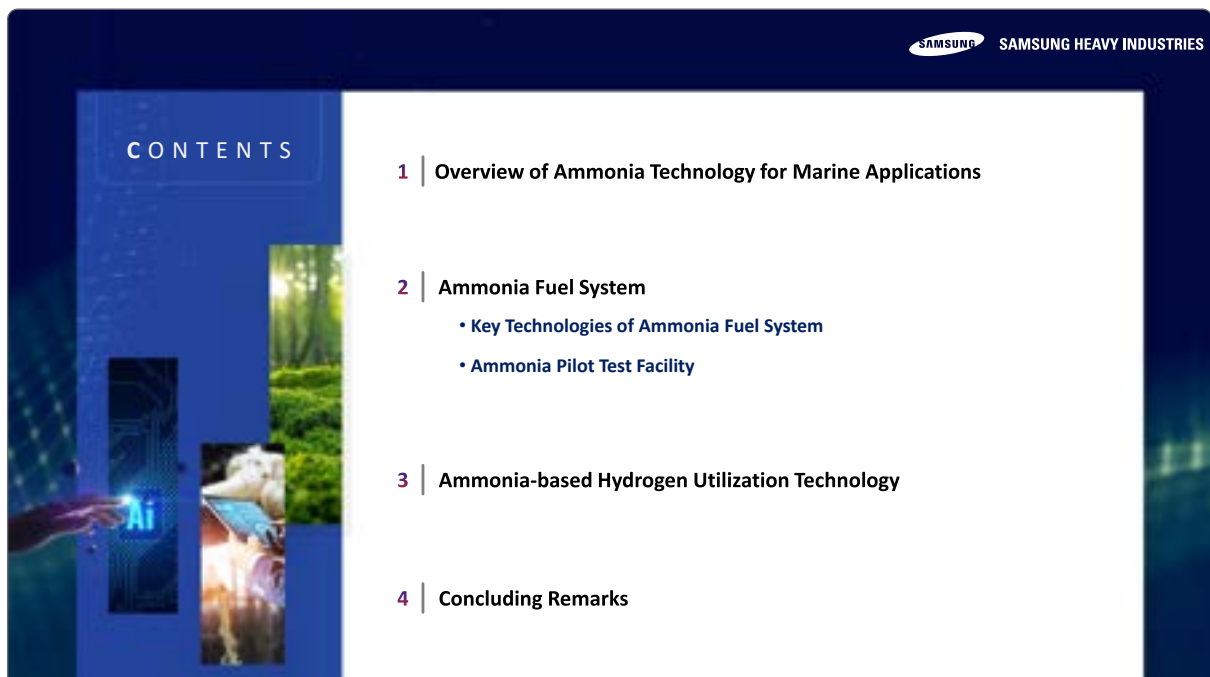 SAMSUNG SAMSUNG HEAVY INDUSTRIES
CONTENTS
1 Overview of Ammonia Technology for Marine Applications
2 Ammonia Fuel System
• Key Technologies of Ammonia Fuel System
• Ammonia Pilot Test Facility
3 Ammonia-based Hydrogen Utilization Technology
Ai
4 Concluding Remarks